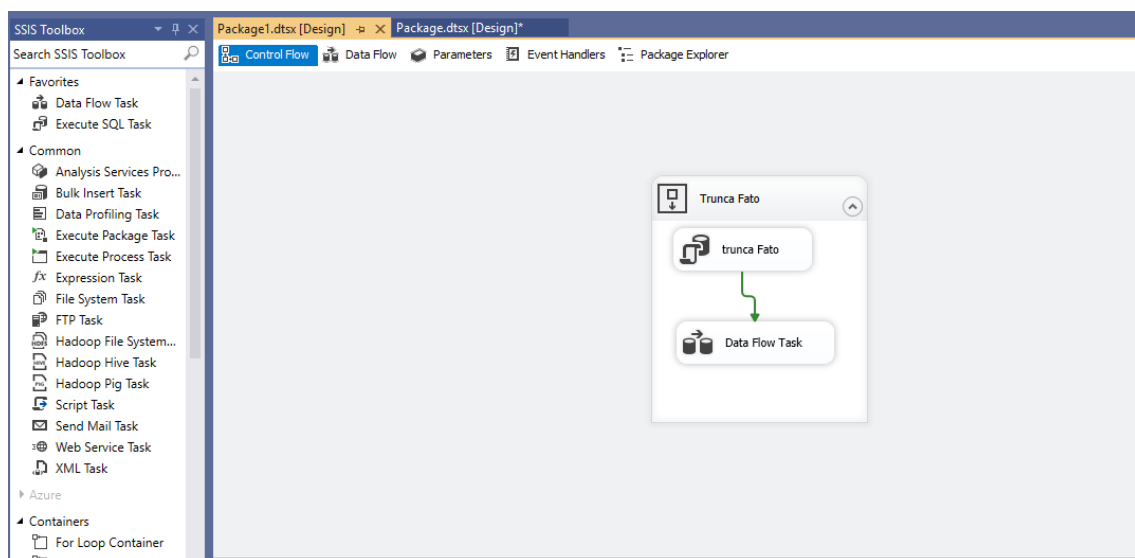 SSIS Toolbox
Package1.dtsx [Design]
Package.dtsx [Design]*
Search SSIS Toolbox
Control Flow
Data Flow
Parameters
Event Handlers
Package Explorer
Favorites
Data Flow Task
Execute SQL Task
Common
Analysis Services Pro...
Bulk Insert Task
Data Profiling Task
Execute Package Task
Execute Process Task
fx Expression Task
File System Task
FTP Task
Hadoop File System...
Hadoop Hive Task
Hadoop Pig Task
Script Task
Send Mail Task
Web Service Task
XML Task
Azure
Containers
For Loop Container
Trunca Fato
trunca Fato
Data Flow Task